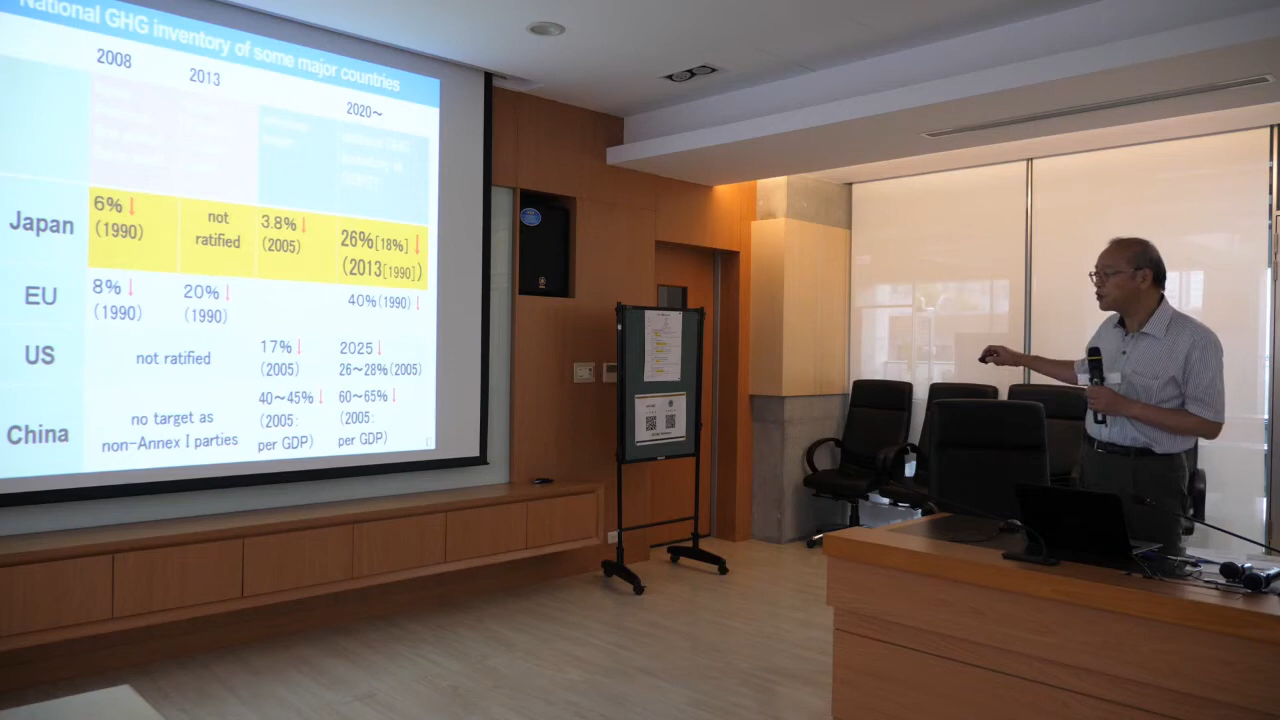 National GHG inventory of some major countries
2008
2013
2020～
Japan
6%↓
(1990)
not
ratified
3.8%↓
(2005)
26%[18%]↓
(2013[1990])
EU
8%↓
(1990)
20%↓
(1990)
40%(1990)↓
US
not ratified
17%↓
(2005)
2025↓
26～28%(2005)
China
no target as
non-Annex I parties
40～45%↓
(2005:
per GDP)
60～65%↓
(2005:
per GDP)